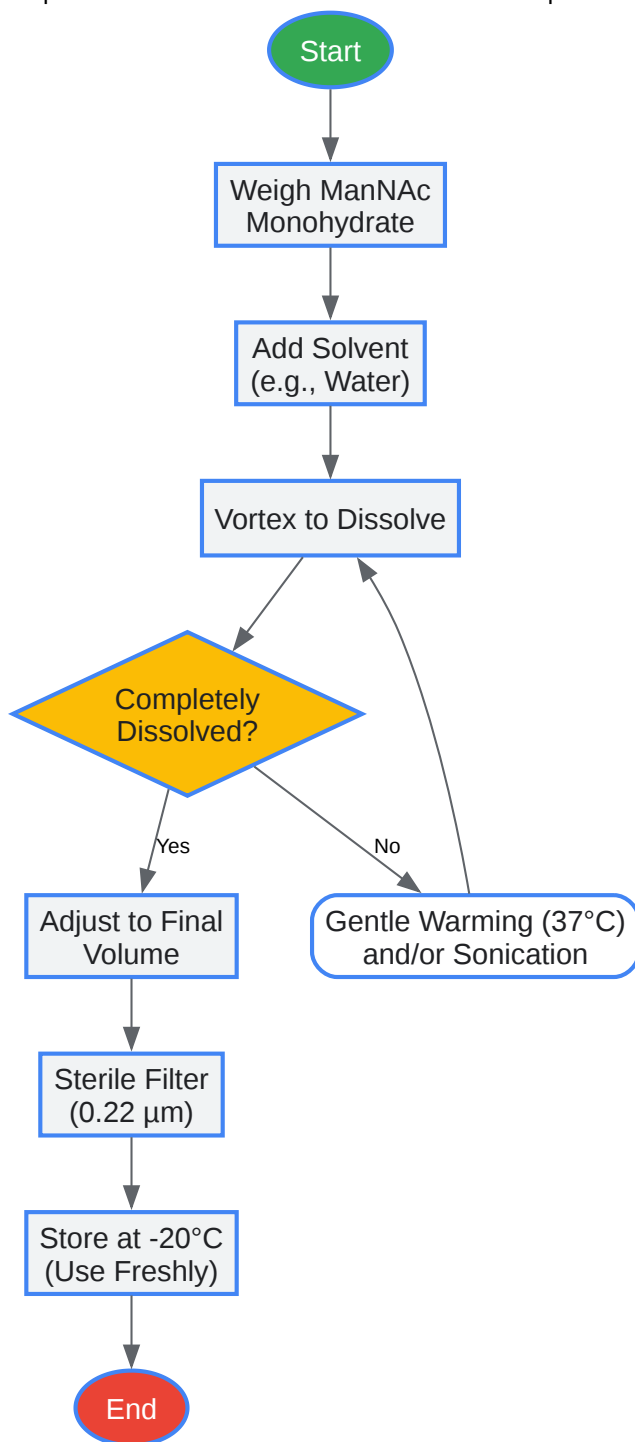 Start
Weigh ManNAc
Monohydrate
Add Solvent
(e.g., Water)
Vortex to Dissolve
Completely
Dissolved?
Yes
No
Adjust to Final
Volume
Gentle Warming (37°C)
and/or Sonication
Sterile Filter
(0.22 µm)
Store at -20°C
(Use Freshly)
End